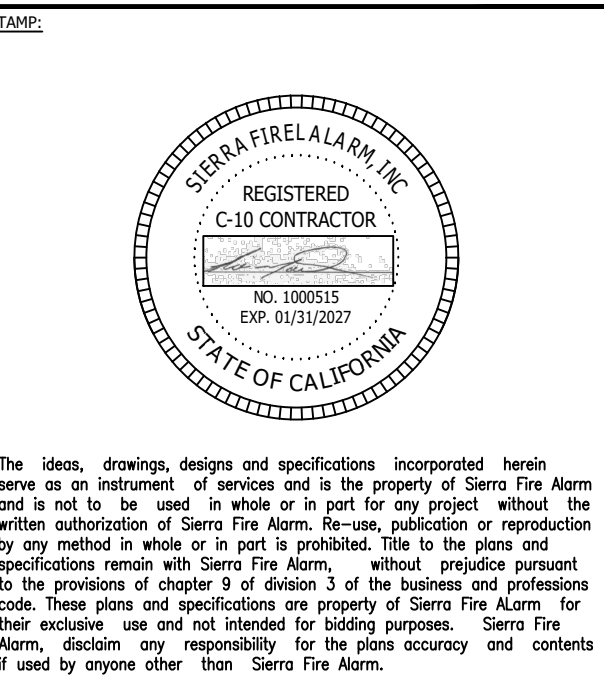 TAMP:
SIERRA FIREL ALARM, INC
REGISTERED
C-10 CONTRACTOR
NO. 1000515
EXP. 01/31/2027
STATE OF CALIFORNIA
The ideas, drawings, designs and specifications incorporated herein
serve as an instrument of services and is the property of Sierra Fire Alarm
and is not to be used in whole or in part for any project without the
written authorization of Sierra Fire Alarm. Re-use, publication or reproduction
by any method in whole or in part is prohibited. Title to the plans and
specifications remain with Sierra Fire Alarm, without prejudice pursuant
to the provisions of chapter 9 of division 3 of the business and professions
code. These plans and specifications are property of Sierra Fire ALarm for
their exclusive use and not intended for bidding purposes. Sierra Fire
Alarm, disclaim any responsibility for the plans accuracy and contents
if used by anyone other than Sierra Fire Alarm.